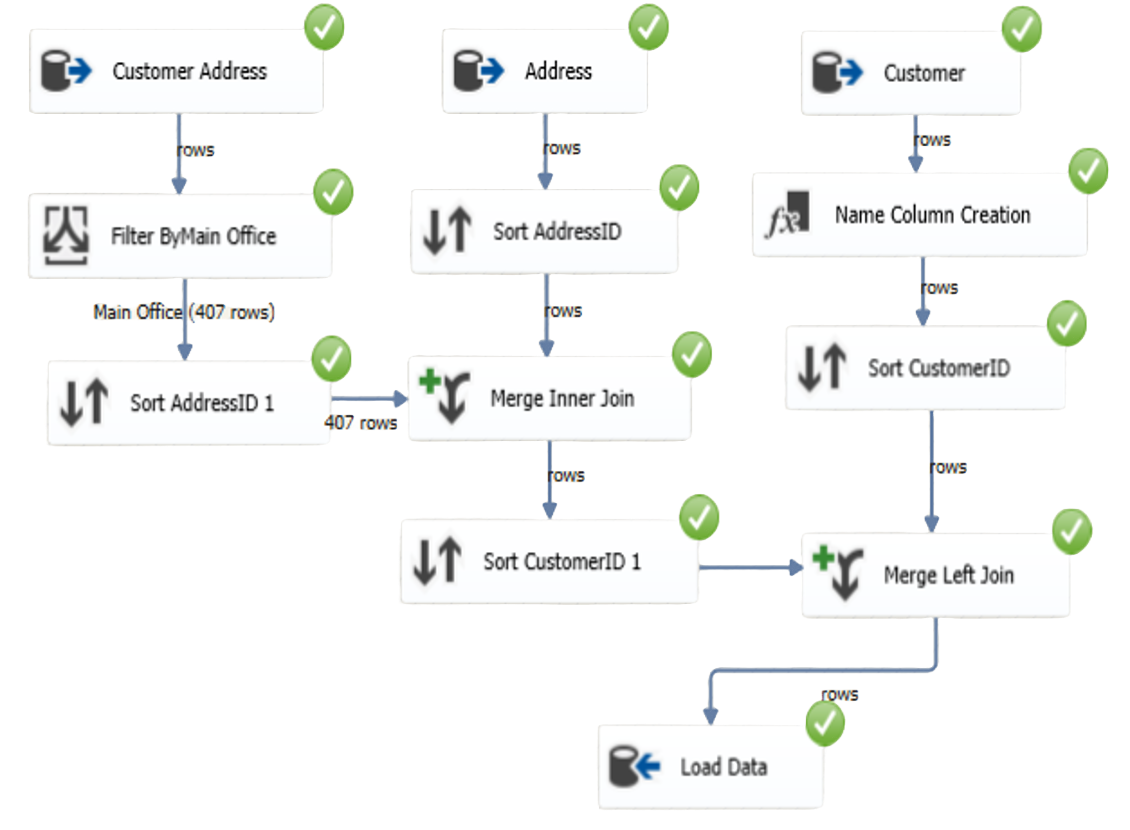 Customer Address
Address
Customer
rows
rows
rows
Filter ByMain Office
Sort AddressID
Name Column Creation
Main Office (407 rows)
rows
rows
Sort AddressID 1
407 rows
Merge Inner Join
Sort CustomerID
rows
rows
Sort CustomerID 1
Merge Left Join
rows
Load Data